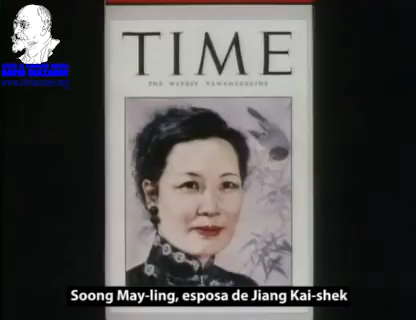 TIME
THE WEEKLY NEWSMAGAZINE
Soong May-ling, esposa de Jiang Kai-shek